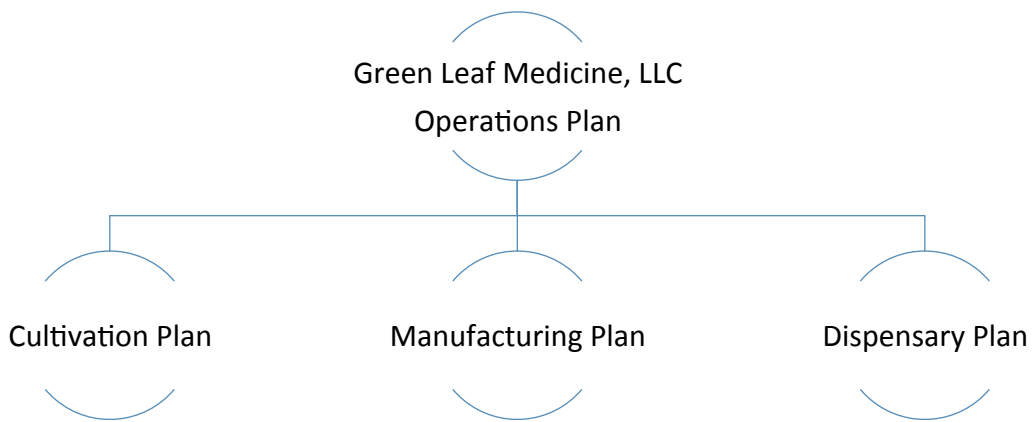 Green Leaf Medicine, LLC
Operations Plan
Cultivation Plan
Manufacturing Plan
Dispensary Plan